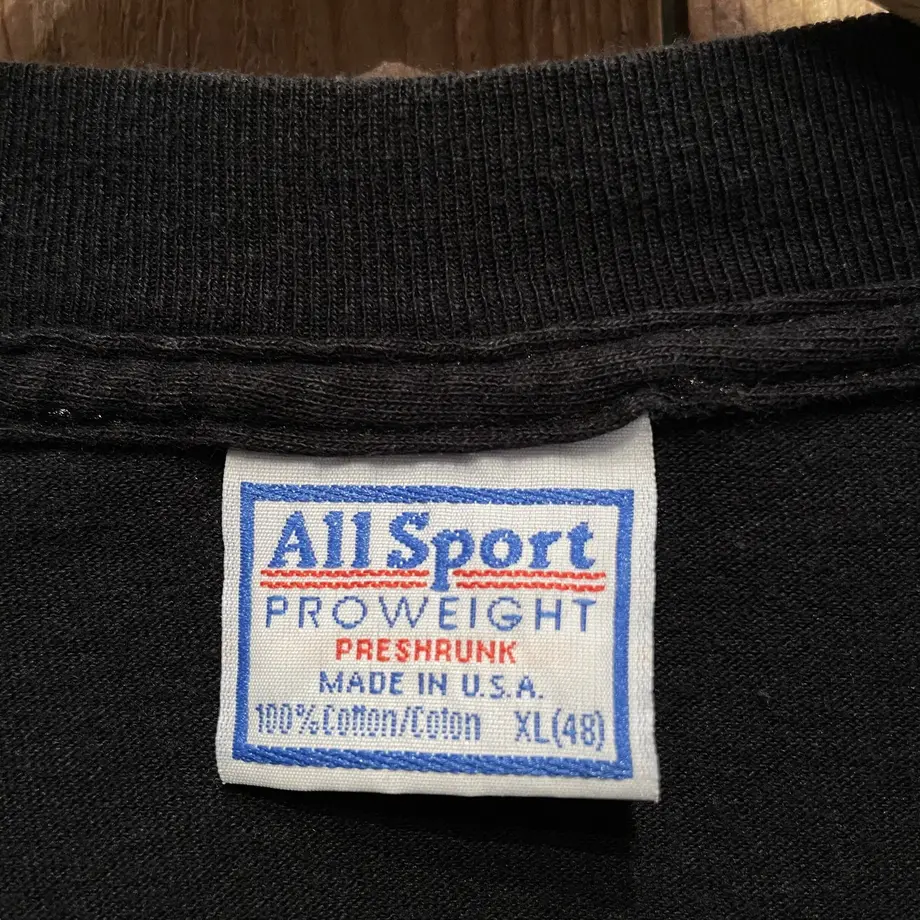 All Sport
PROWEIGHT
PRESHRUNK
MADE IN U.S.A.
100% Cotton/Coton XL(48)